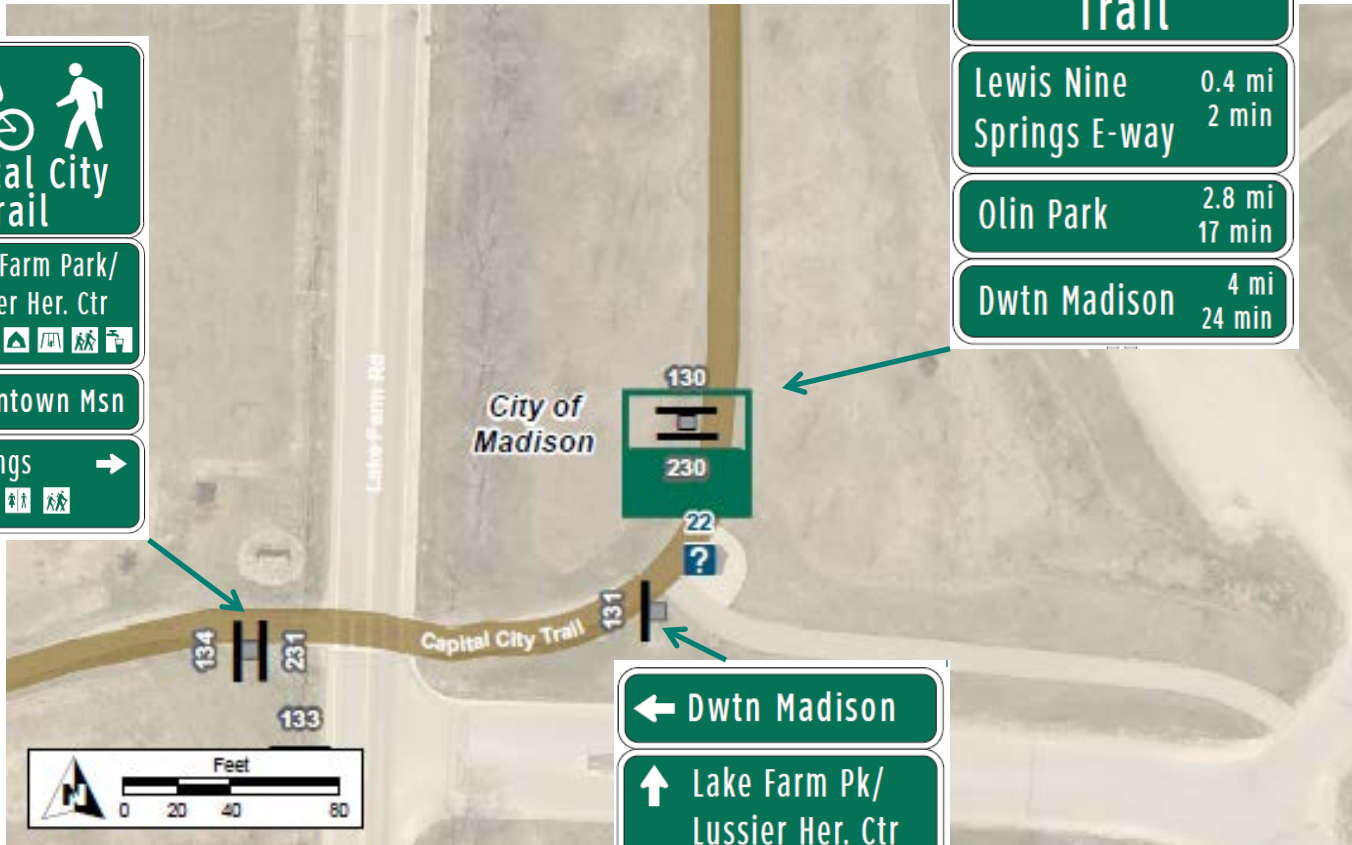 Trail
Lewis Nine 0.4 mi
Springs E-way 2 min
Olin Park 2.8 mi
17 min
Dwtn Madison 4 mi
24 min
al City
rail
Farm Park/
er Her. Ctr
ntown Msn
ngs
Lake Farm Rd
City of
Madison
130
230
22
?
131
Capital City Trail
134
231
133
Dwtn Madison
Lake Farm Pk/
Lussier Her. Ctr
Feet
N
0 20 40 80